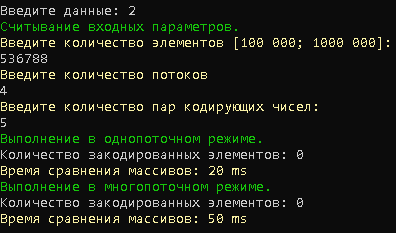 Введите данные: 2
Считывание входных параметров.
Введите количество элементов [100 000; 1000 000]:
536788
Введите количество потоков
4
Введите количество пар кодирующих чисел:
5
Выполнение в однопоточном режиме.
Количество закодированных элементов: 0
Время сравнения массивов: 20 ms
Выполнение в многопоточном режиме.
Количество закодированных элементов: 0
Время сравнения массивов: 50 ms